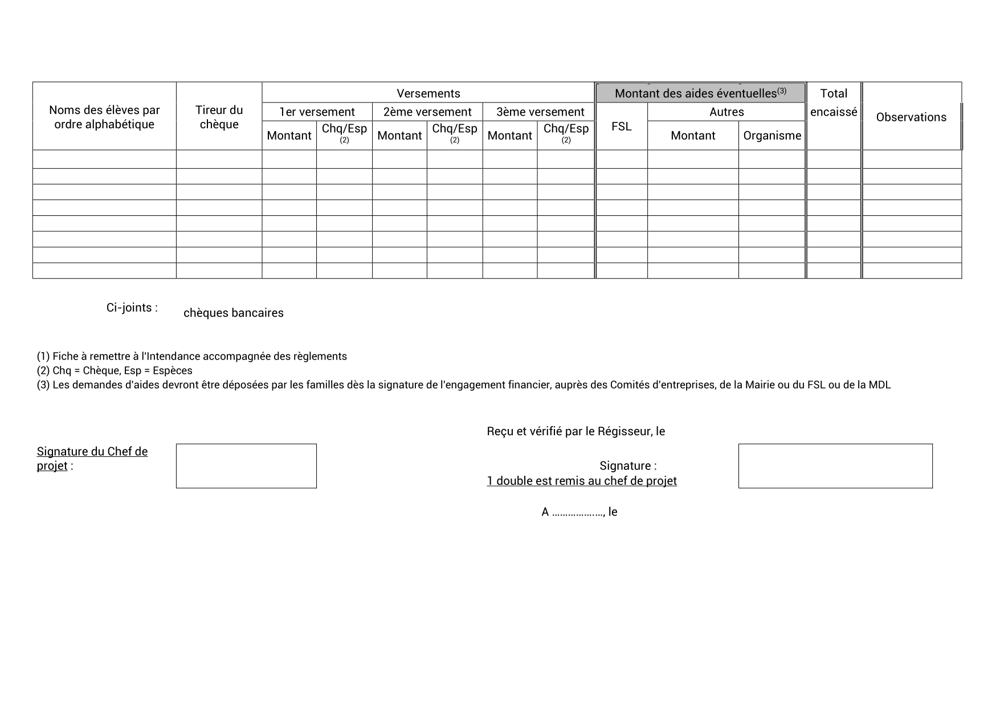 Noms des élèves par
ordre alphabétique
Tireur du
chèque
Versements
Montant des aides éventuelles(3)
Total
encaissé
Observations
1er versement
2ème versement
3ème versement
FSL
Autres
Montant
Chq/Esp
(2)
Montant
Chq/Esp
(2)
Montant
Chq/Esp
(2)
Montant
Organisme
Ci-joints :
chèques bancaires
(1) Fiche à remettre à l'Intendance accompagnée des règlements
(2) Chq = Chèque, Esp = Espèces
(3) Les demandes d'aides devront être déposées par les familles dès la signature de l'engagement financier, auprès des Comités d'entreprises, de la Mairie ou du FSL ou de la MDL
Reçu et vérifié par le Régisseur, le
Signature du Chef de
projet :
Signature :
1 double est remis au chef de projet
A ……………..…, le